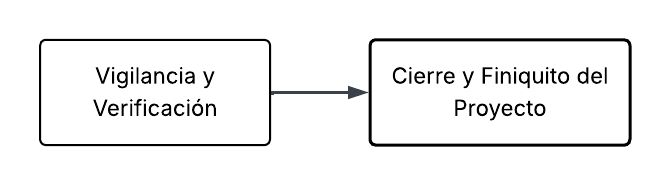 Vigilancia y
Verificación
Cierre y Finiquito del
Proyecto